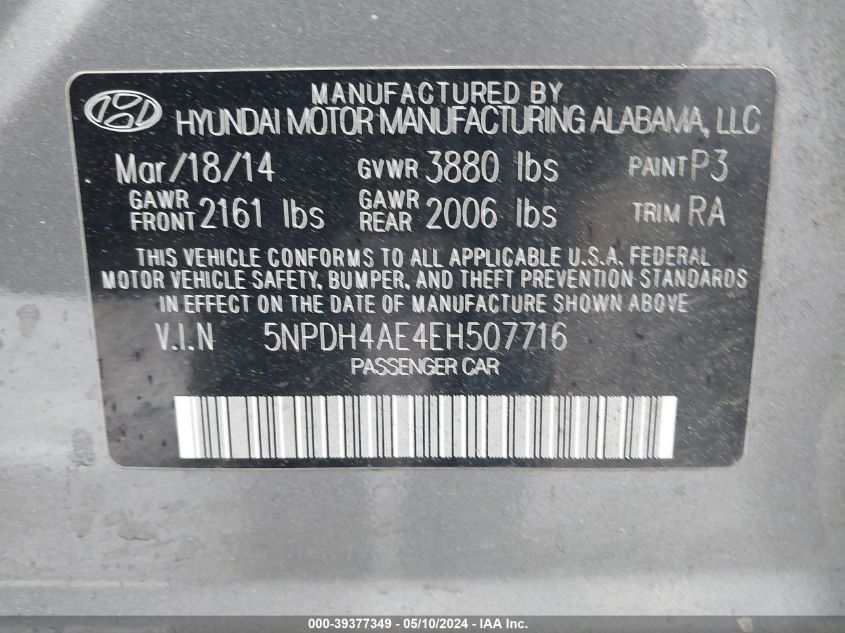 MANUFACTURED BY
HYUNDAI MOTOR MANUFACTURING ALABAMA, LLC
Mar/18/14 GVWR 3880 lbs PAINT P3
GAWR FRONT 2161 lbs GAWR REAR 2006 lbs TRIM RA
THIS VEHICLE CONFORMS TO ALL APPLICABLE U.S.A. FEDERAL
MOTOR VEHICLE SAFETY, BUMPER, AND THEFT PREVENTION STANDARDS
IN EFFECT ON THE DATE OF MANUFACTURE SHOWN ABOVE
V.I.N 5NPDH4AE4EH507716
PASSENGER CAR
000-39377349 - 05/10/2024 - IAA Inc.